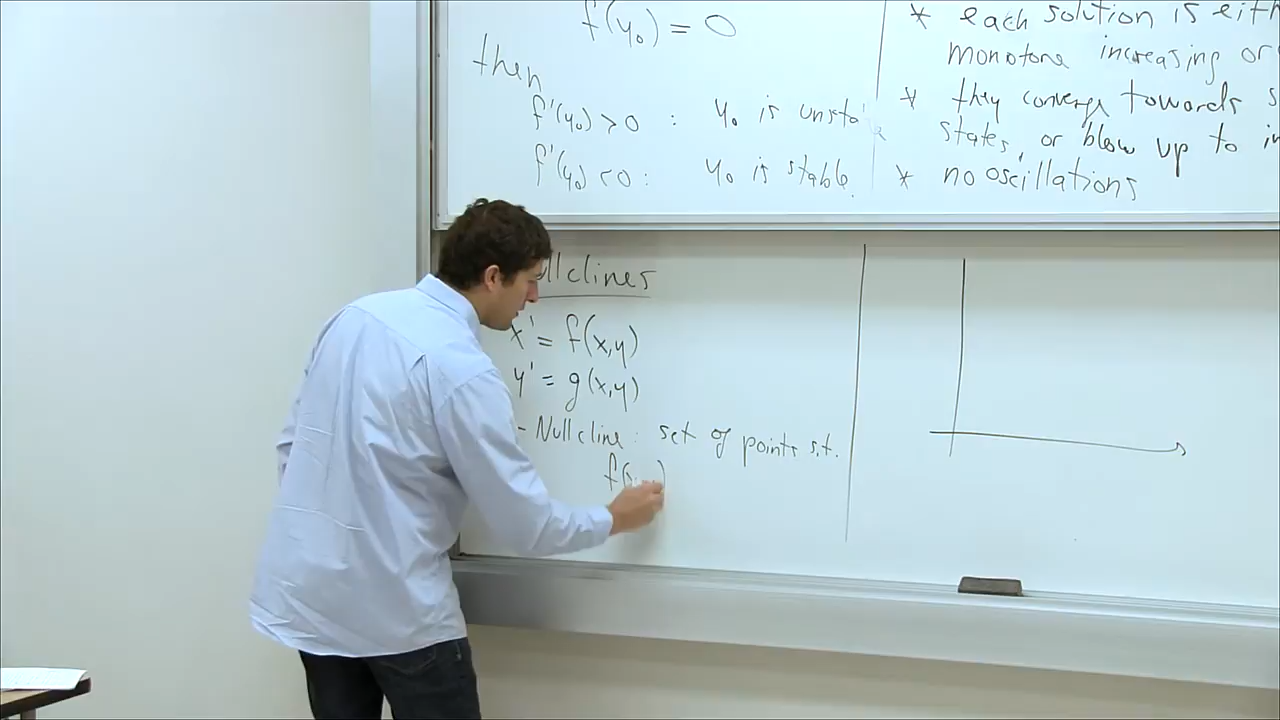 f(y₀) = 0
then
f'(y₀) > 0 : y₀ is unsta
f'(y₀) < 0 : y₀ is stable.
* each solution is eith
monotone increasing or
* they converge towards s
states, or blow up to in
* no oscillations
ullclines
x' = f(x,y)
y' = g(x,y)
- Nullcline: set of points s.t.
f(x,y)